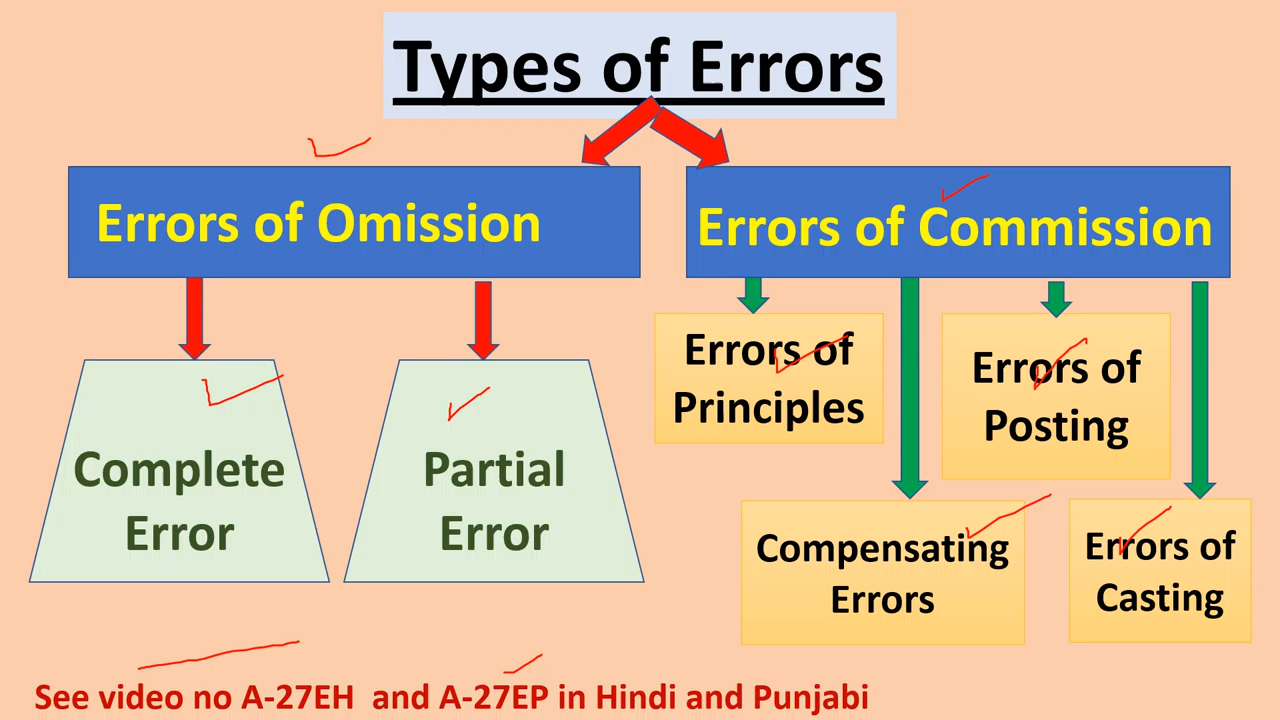 Types of Errors
Errors of Omission
Errors of Commission
Complete
Error
Partial
Error
Errors of
Principles
Errors of
Posting
Compensating
Errors
Errors of
Casting
See video no A-27EH and A-27EP in Hindi and Punjabi